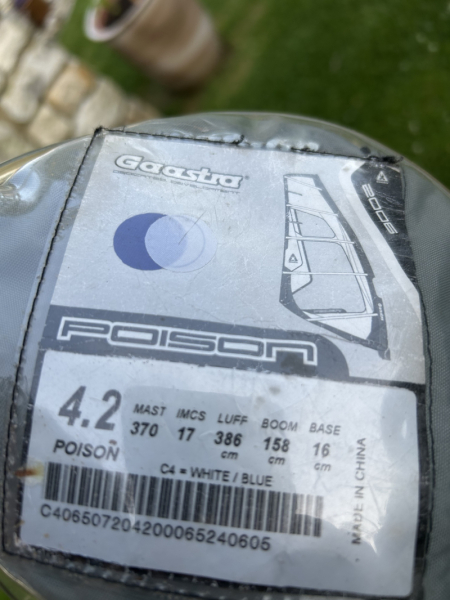 Gaastra
2006
POISON
4.2
POISON
MAST IMCS LUFF BOOM BASE
370 17 386 158 16
cm cm cm
C4 = WHITE / BLUE
C406507204200065240605
MADE IN CHINA